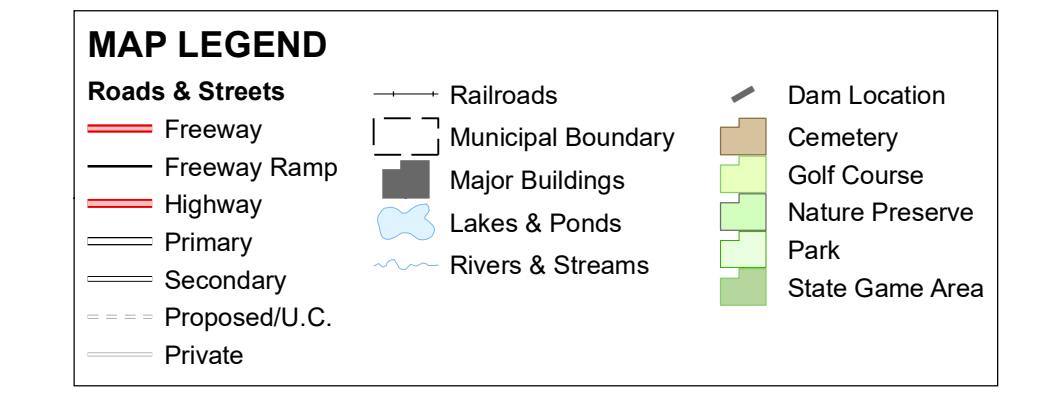 MAP LEGEND
Roads & Streets
Freeway
Freeway Ramp
Highway
Primary
Secondary
Proposed/U.C.
Private
Railroads
Municipal Boundary
Major Buildings
Lakes & Ponds
Rivers & Streams
Dam Location
Cemetery
Golf Course
Nature Preserve
Park
State Game Area